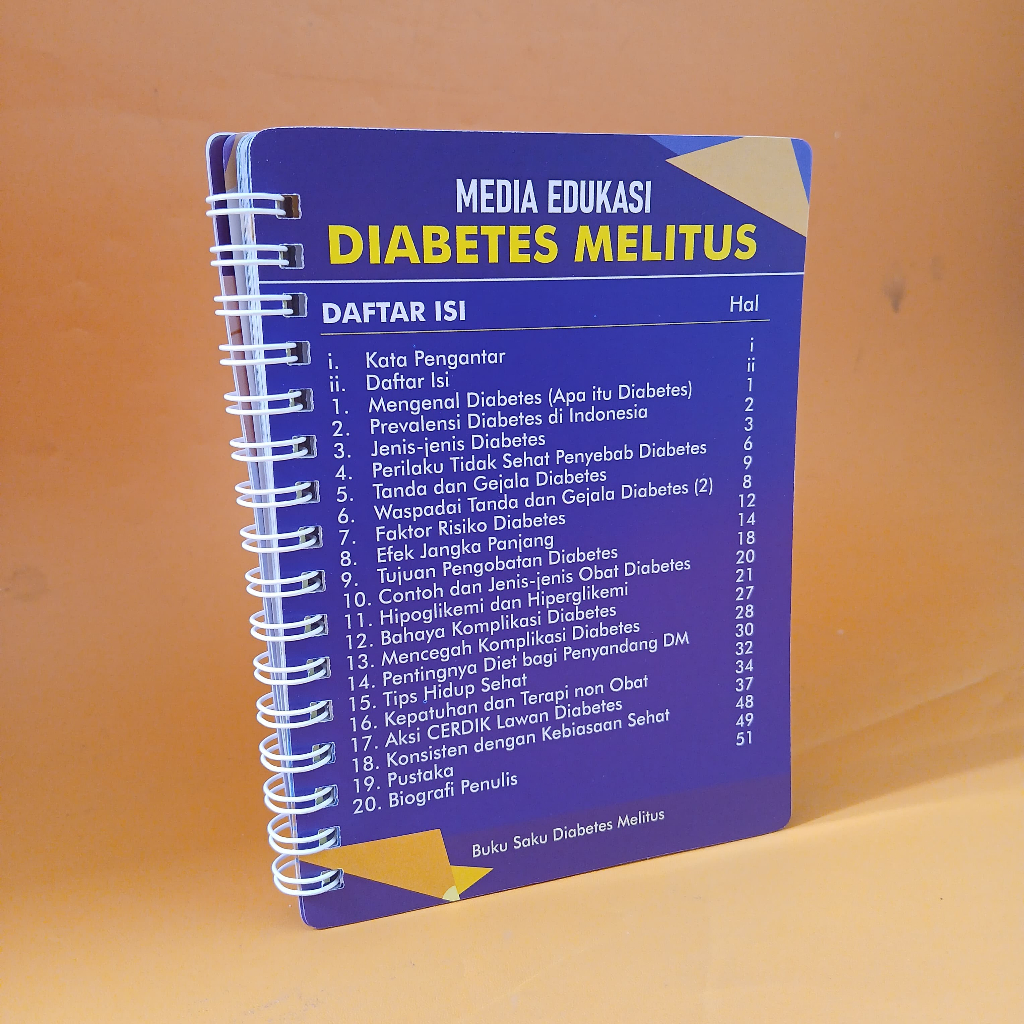 MEDIA EDUKASI
DIABETES MELITUS
DAFTAR ISI Hal
i. Kata Pengantar i
ii. Daftar Isi ii
1. Mengenal Diabetes (Apa itu Diabetes) 1
2. Prevalensi Diabetes di Indonesia 2
3. Jenis-jenis Diabetes 3
4. Perilaku Tidak Sehat Penyebab Diabetes 6
5. Tanda dan Gejala Diabetes 9
6. Waspadai Tanda dan Gejala Diabetes (2) 8
7. Faktor Risiko Diabetes 12
8. Efek Jangka Panjang 14
9. Tujuan Pengobatan Diabetes 18
10. Contoh dan Jenis-jenis Obat Diabetes 20
11. Hipoglikemi dan Hiperglikemi 21
12. Bahaya Komplikasi Diabetes 27
13. Mencegah Komplikasi Diabetes 28
14. Pentingnya Diet bagi Penyandang DM 30
15. Tips Hidup Sehat 32
16. Kepatuhan dan Terapi non Obat 34
17. Aksi CERDIK Lawan Diabetes 37
18. Konsisten dengan Kebiasaan Sehat 48
19. Pustaka 49
20. Biografi Penulis 51
Buku Saku Diabetes Melitus